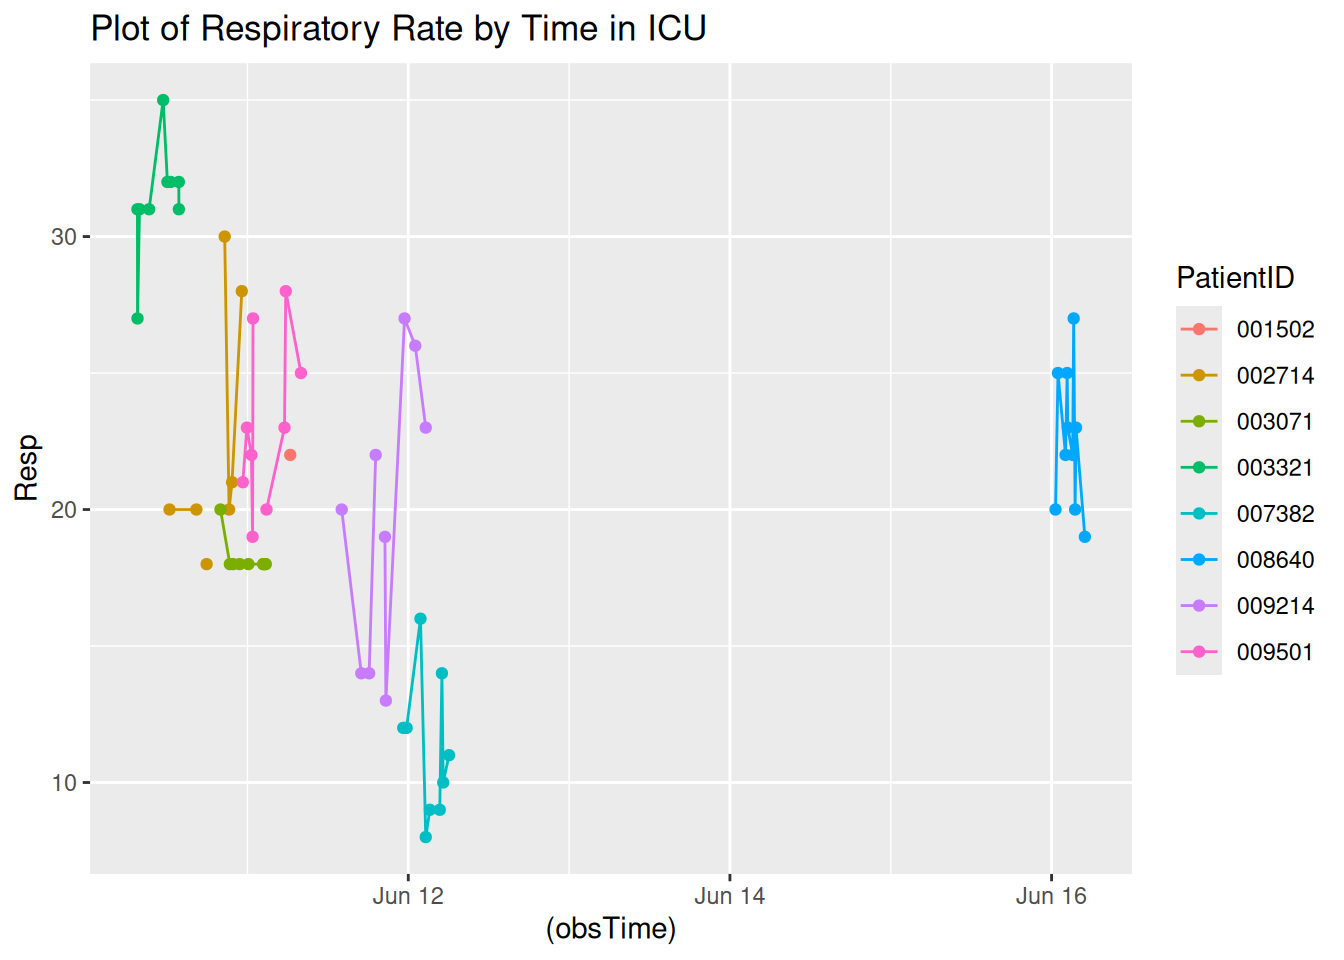 Plot of Respiratory Rate by Time in ICU
Resp
30
20
10
Jun 12
Jun 14
Jun 16
(obsTime)
PatientID
001502
002714
003071
003321
007382
008640
009214
009501